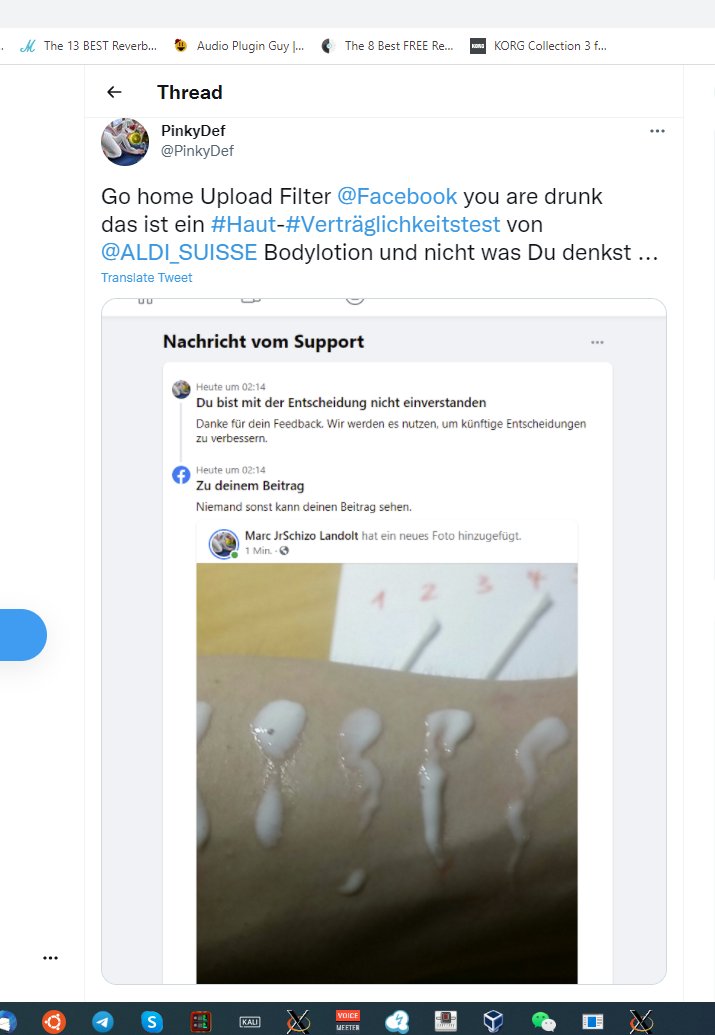 The 13 BEST Reverb...
Audio Plugin Guy |...
The 8 Best FREE Re...
KORG
KORG Collection 3 f...
Thread
PinkyDef
@PinkyDef
Go home Upload Filter @Facebook you are drunk
das ist ein #Haut-#Verträglichkeitstest von
@ALDI_SUISSE Bodylotion und nicht was Du denkst ...
Translate Tweet
Nachricht vom Support
Heute um 02:14
Du bist mit der Entscheidung nicht einverstanden
Danke für dein Feedback. Wir werden es nutzen, um künftige Entscheidungen
zu verbessern.
Heute um 02:14
Zu deinem Beitrag
Niemand sonst kann deinen Beitrag sehen.
Marc JrSchizo Landolt hat ein neues Foto hinzugefügt.
1 Min. ·
1 2 3 4
KALI
VOICE
MEETER